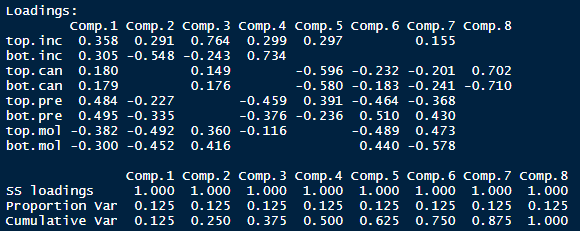 Loadings:
        Comp.1 Comp.2 Comp.3 Comp.4 Comp.5 Comp.6 Comp.7 Comp.8
top.inc  0.358  0.291  0.764  0.299  0.297         0.155
bot.inc  0.305 -0.548 -0.243  0.734
top.can  0.180         0.149        -0.596 -0.232 -0.201  0.702
bot.can  0.179         0.176        -0.580 -0.183 -0.241 -0.710
top.pre  0.484 -0.227        -0.459  0.391 -0.464 -0.368
bot.pre  0.495 -0.335        -0.376 -0.236  0.510  0.430
top.mol -0.382 -0.492  0.360 -0.116        -0.489  0.473
bot.mol -0.300 -0.452  0.416                0.440 -0.578
               Comp.1 Comp.2 Comp.3 Comp.4 Comp.5 Comp.6 Comp.7 Comp.8
SS loadings     1.000  1.000  1.000  1.000  1.000  1.000  1.000  1.000
Proportion Var  0.125  0.125  0.125  0.125  0.125  0.125  0.125  0.125
Cumulative Var  0.125  0.250  0.375  0.500  0.625  0.750  0.875  1.000